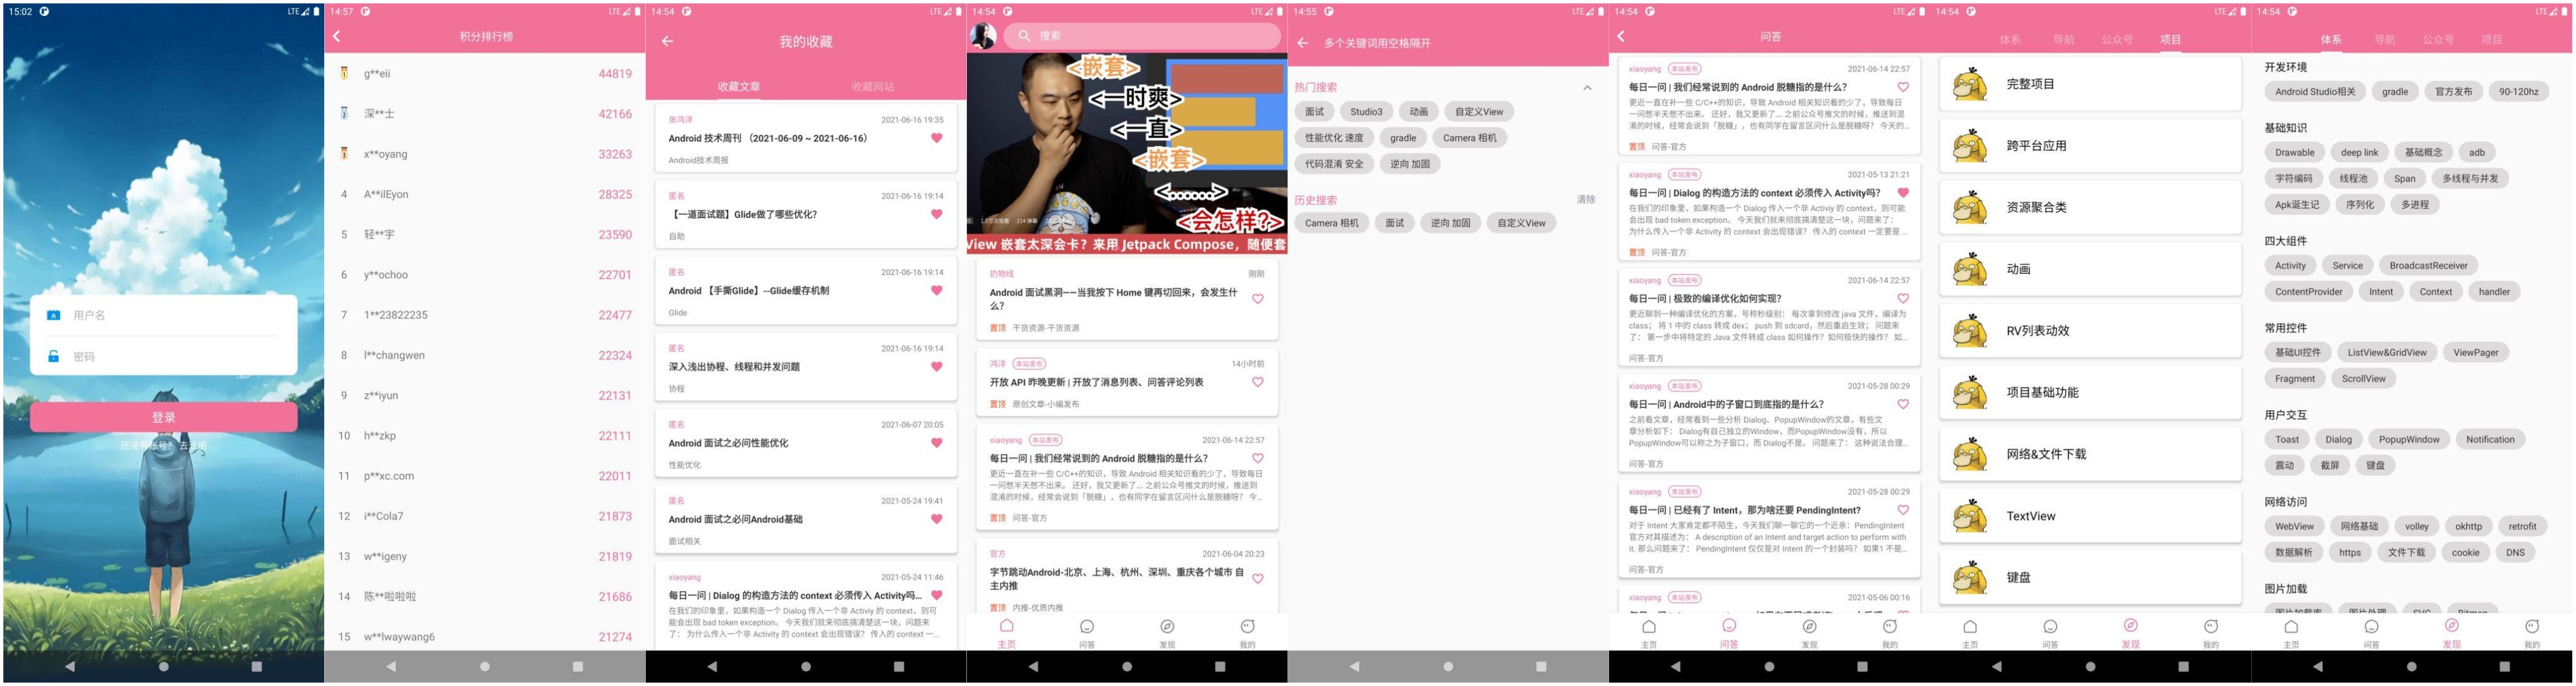 15:02
LTE
用户名
密码
登录
还没有账号？去注册
14:57
LTE
积分排行榜
g**eii 44819
深**士 42166
x**oyang 33263
4 A**ilEyon 28325
5 轻**宇 23590
6 y**ochoo 22701
7 1**23822235 22477
8 l**changwen 22324
9 z**iyun 22131
10 h**zkp 22111
11 p**xc.com 22011
12 i**Cola7 21873
13 w**igeny 21819
14 陈**啦啦啦 21686
15 w**lwaywang6 21274
14:54
LTE
我的收藏
收藏文章 收藏网站
张鸿洋 2021-06-16 19:35
Android 技术周刊 （2021-06-09 ~ 2021-06-16）
Android技术周报
匿名 2021-06-16 19:14
【一道面试题】Glide做了哪些优化?
自助
匿名 2021-06-16 19:14
Android 【手撕Glide】--Glide缓存机制
Glide
匿名 2021-06-16 19:14
深入浅出协程、线程和并发问题
协程
匿名 2021-06-07 20:05
Android 面试之必问性能优化
性能优化
匿名 2021-05-24 19:41
Android 面试之必问Android基础
面试相关
xiaoyang 2021-05-24 11:46
每日一问 | Dialog 的构造方法的 context 必须传入 Activity吗...
在我们的印象里，如果构造一个 Dialog 传入一个非 Activiy 的 context，则可
能会出现 bad token exception。 今天我们就来彻底搞清楚这一块，问题来
了： 为什么传入一个非 Activity 的 context 会出现错误？ 传入的 context 一...
14:54
LTE
搜索
<嵌套>
<一时爽>
<一直>
<嵌套>
<......>
<会怎样?>
View 嵌套太深会卡？来用 Jetpack Compose，随便套
扔物线 刚刚
Android 面试黑洞——当我按下 Home 键再切回来，会发生什
么?
置顶 干货资源-干货资源
鸿洋 本站发布 14小时前
开放 API 昨晚更新 | 开放了消息列表、问答评论列表
置顶 原创文章-小编发布
xiaoyang 本站发布 2021-06-14 22:57
每日一问 | 我们经常说到的 Android 脱糖指的是什么?
更近一直在补一些 C/C++的知识，导致 Android 相关知识看的少了，导致每日
一问憋半天憋不出来。 还好，我又更新了... 之前公众号推文的时候，推送到
混淆的时候，经常会说到「脱糖」，也有同学在留言区问什么是脱糖呀？ 今...
置顶 问答-官方
官方 2021-06-04 20:23
字节跳动Android-北京、上海、杭州、深圳、重庆各个城市 自
主内推
置顶 内推-优质内推
主页 问答 发现 我的
14:55
LTE
多个关键词用空格隔开
热门搜索
面试 Studio3 动画 自定义View
性能优化 速度 gradle Camera 相机
代码混淆 安全 逆向 加固
历史搜索 清除
Camera 相机 面试 逆向 加固 自定义View
14:54
LTE
问答
xiaoyang 本站发布 2021-06-14 22:57
每日一问 | 我们经常说到的 Android 脱糖指的是什么?
更近一直在补一些 C/C++的知识，导致 Android 相关知识看的少了，导致每日
一问憋半天憋不出来。 还好，我又更新了... 之前公众号推文的时候，推送到混
淆的时候，经常会说到「脱糖」，也有同学在留言区问什么是脱糖呀？ 今天的...
置顶 问答-官方
xiaoyang 本站发布 2021-05-13 21:21
每日一问 | Dialog 的构造方法的 context 必须传入 Activity吗?
在我们的印象里，如果构造一个 Dialog 传入一个非 Activiy 的 context，则可能
会出现 bad token exception。 今天我们就来彻底搞清楚这一块，问题来了：
为什么传入一个非 Activity 的 context 会出现错误？ 传入的 context 一定要是 ...
置顶 问答-官方
xiaoyang 本站发布 2021-06-14 22:57
每日一问 | 极致的编译优化如何实现?
更近聊到一种编译优化的方案，号称秒级别： 每次拿到修改 java 文件，编译为
class； 将 1 中的 class 转成 dex； push 到 sdcard，然后重启生效； 问题来
了： 第一步中将特定的 Java 文件转成 class 如何操作？如何极快的操作？ 如...
问答-官方
xiaoyang 本站发布 2021-05-28 00:29
每日一问 | Android中的子窗口到底指的是什么?
之前看文章，经常看到一些分析 Dialog、PopupWindow的文章，有些文
章分析如下： Dialog有自己独立的Window，而PopupWindow没有，所以
PopupWindow可以称之为子窗口，而 Dialog不是。 问题来了： 这种说法合理...
问答-官方
xiaoyang 本站发布 2021-05-28 00:29
每日一问 | 已经有了 Intent，那为啥还要 PendingIntent?
对于 Intent 大家肯定都不陌生，今天我们聊一聊它的一个近亲：PendingIntent
官方对其描述为： A description of an Intent and target action to perform with
it. 那么问题来了： PendingIntent 仅仅是对 Intent 的一个封装吗？ 如果1 不是...
问答-官方
xiaoyang 本站发布 2021-05-06 00:16
主页 问答 发现 我的
14:54
LTE
体系 导航 公众号 项目
完整项目
跨平台应用
资源聚合类
动画
RV列表动效
项目基础功能
网络&文件下载
TextView
键盘
主页 问答 发现 我的
14:54
LTE
体系 导航 公众号 项目
开发环境
Android Studio相关 gradle 官方发布 90-120hz
基础知识
Drawable deep link 基础概念 adb
字符编码 线程池 Span 多线程与并发
Apk诞生记 序列化 多进程
四大组件
Activity Service BroadcastReceiver
ContentProvider Intent Context handler
常用控件
基础UI控件 ListView&GridView ViewPager
Fragment ScrollView
用户交互
Toast Dialog PopupWindow Notification
震动 截屏 键盘
网络访问
WebView 网络基础 volley okhttp retrofit
数据解析 https 文件下载 cookie DNS
图片加载
图片加载库 图片处理 SVG Bitmap
主页 问答 发现 我的